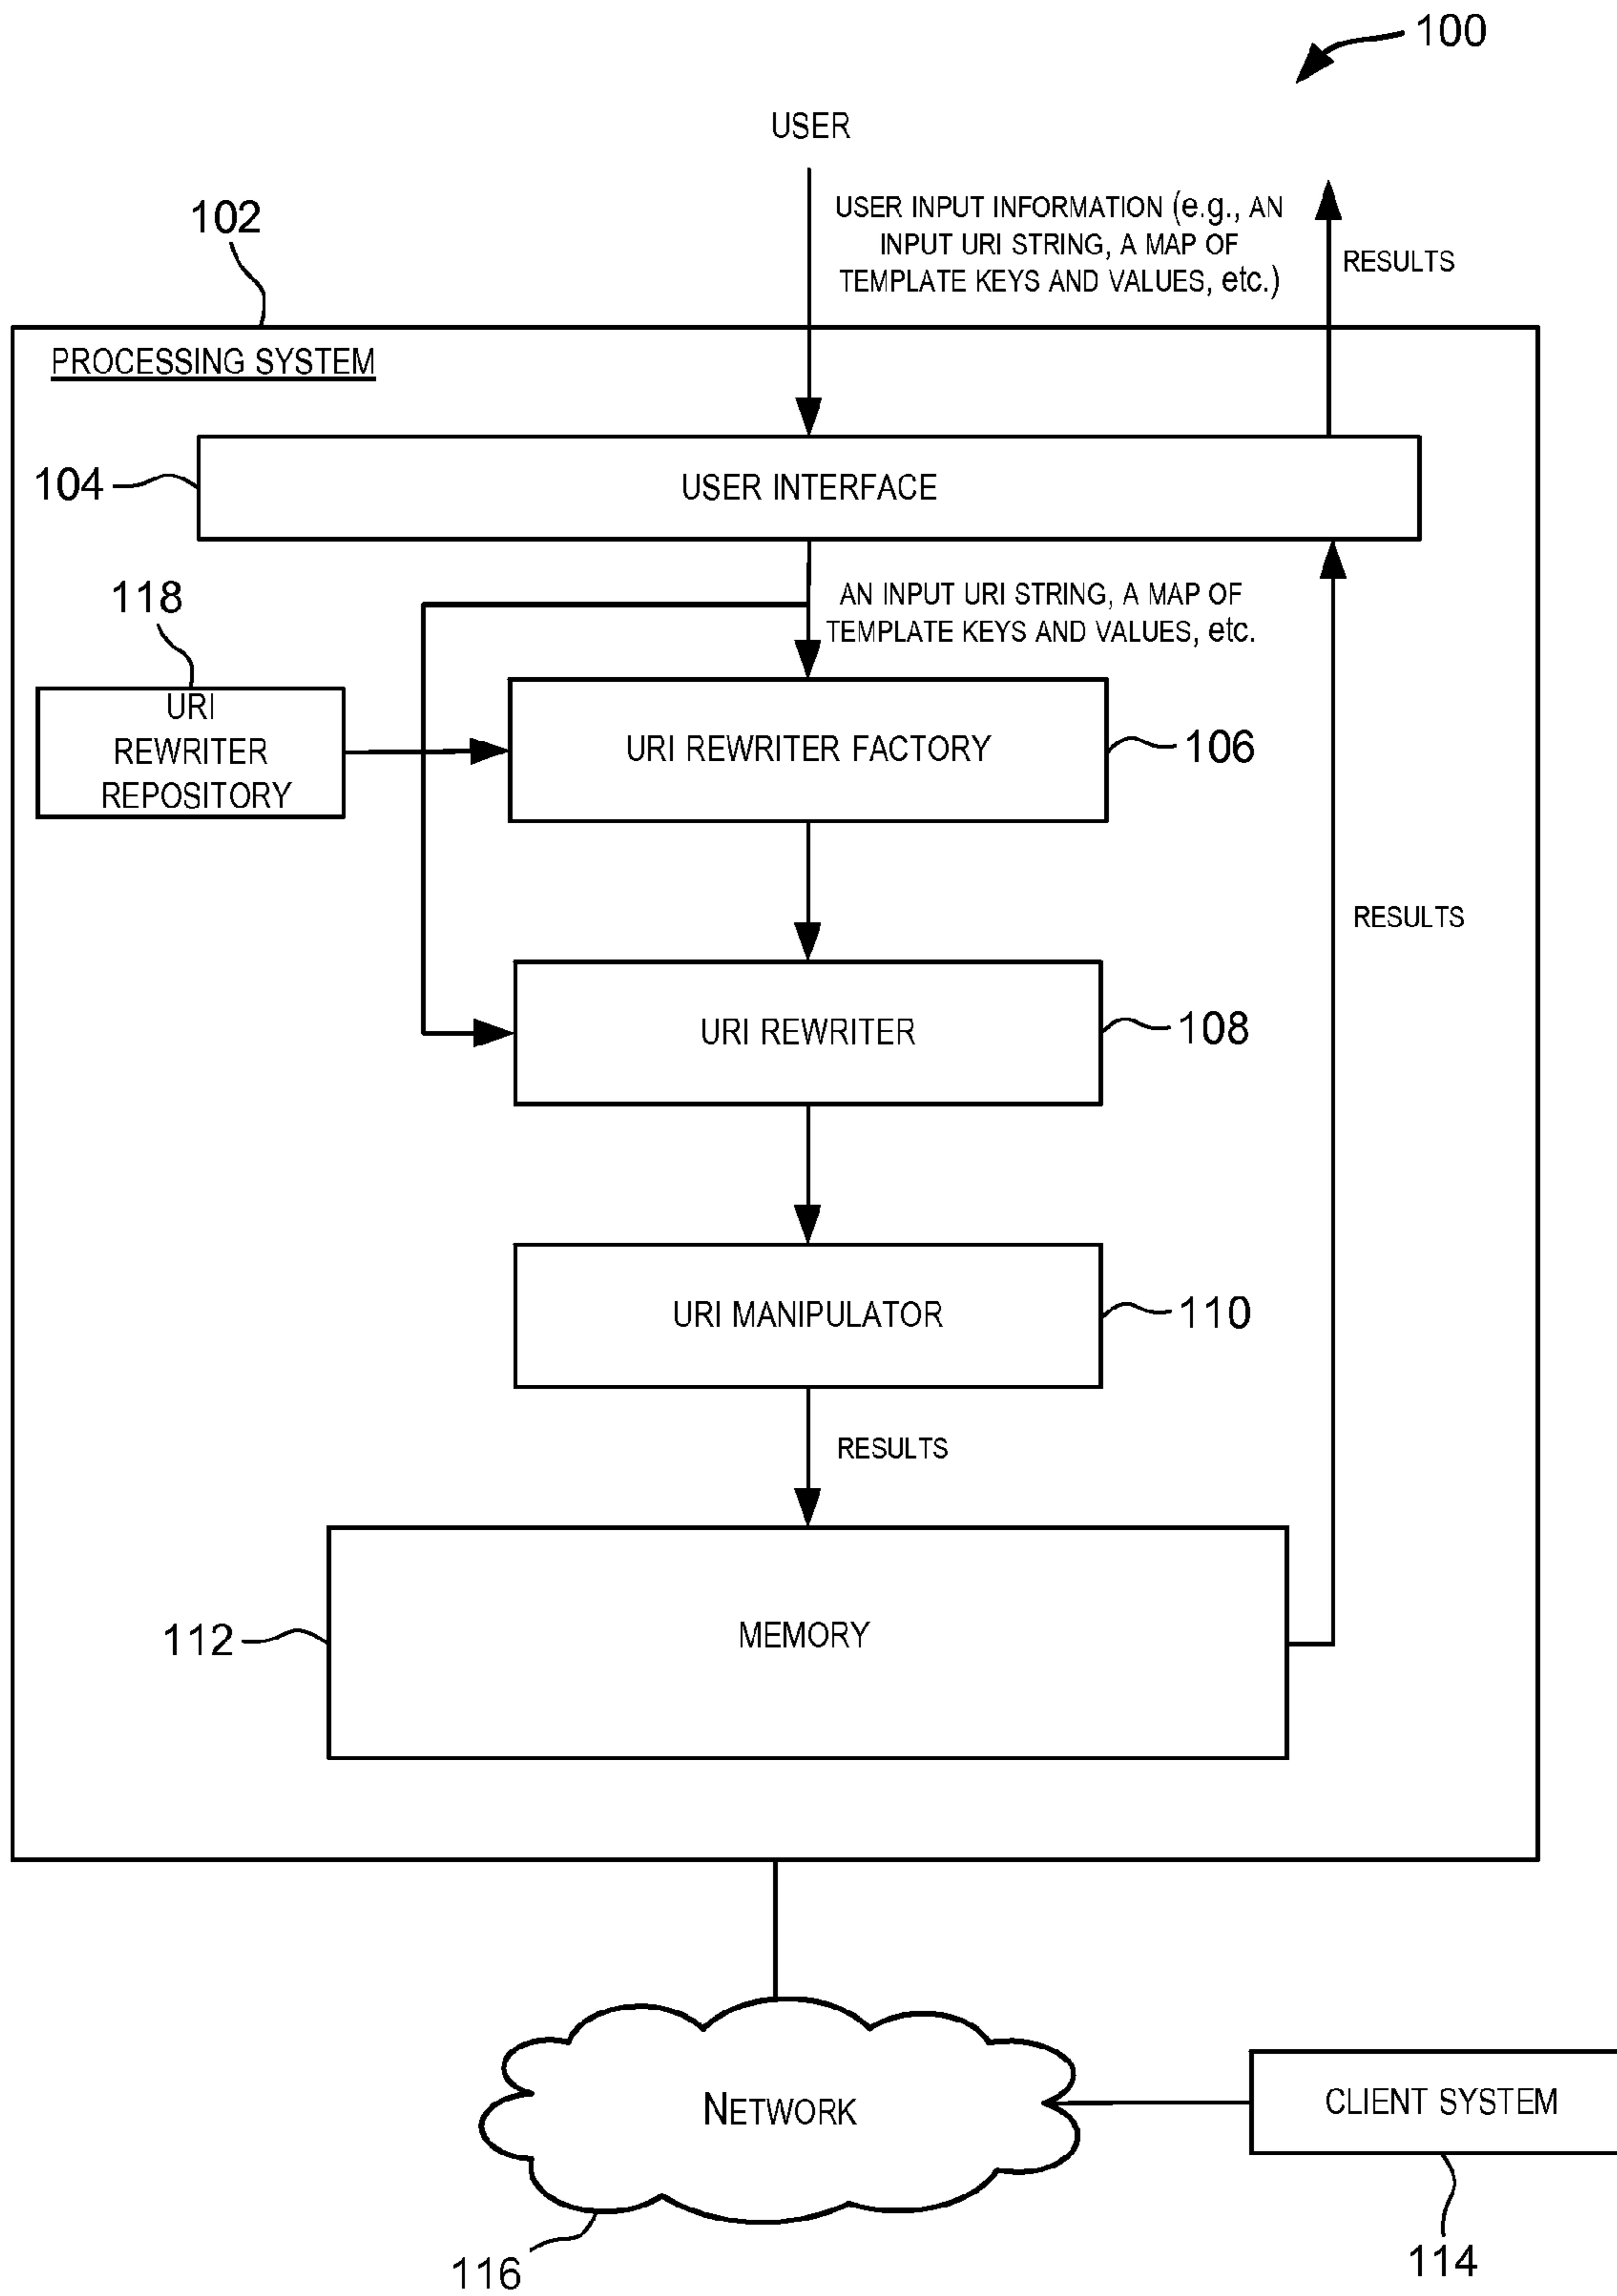 100
USER
USER INPUT INFORMATION (e.g., AN
INPUT URI STRING, A MAP OF
TEMPLATE KEYS AND VALUES, etc.)
RESULTS
102
PROCESSING SYSTEM
104
USER INTERFACE
AN INPUT URI STRING, A MAP OF
TEMPLATE KEYS AND VALUES, etc.
118
URI
REWRITER
REPOSITORY
URI REWRITER FACTORY
106
RESULTS
URI REWRITER
108
URI MANIPULATOR
110
RESULTS
MEMORY
112
NETWORK
CLIENT SYSTEM
116
114